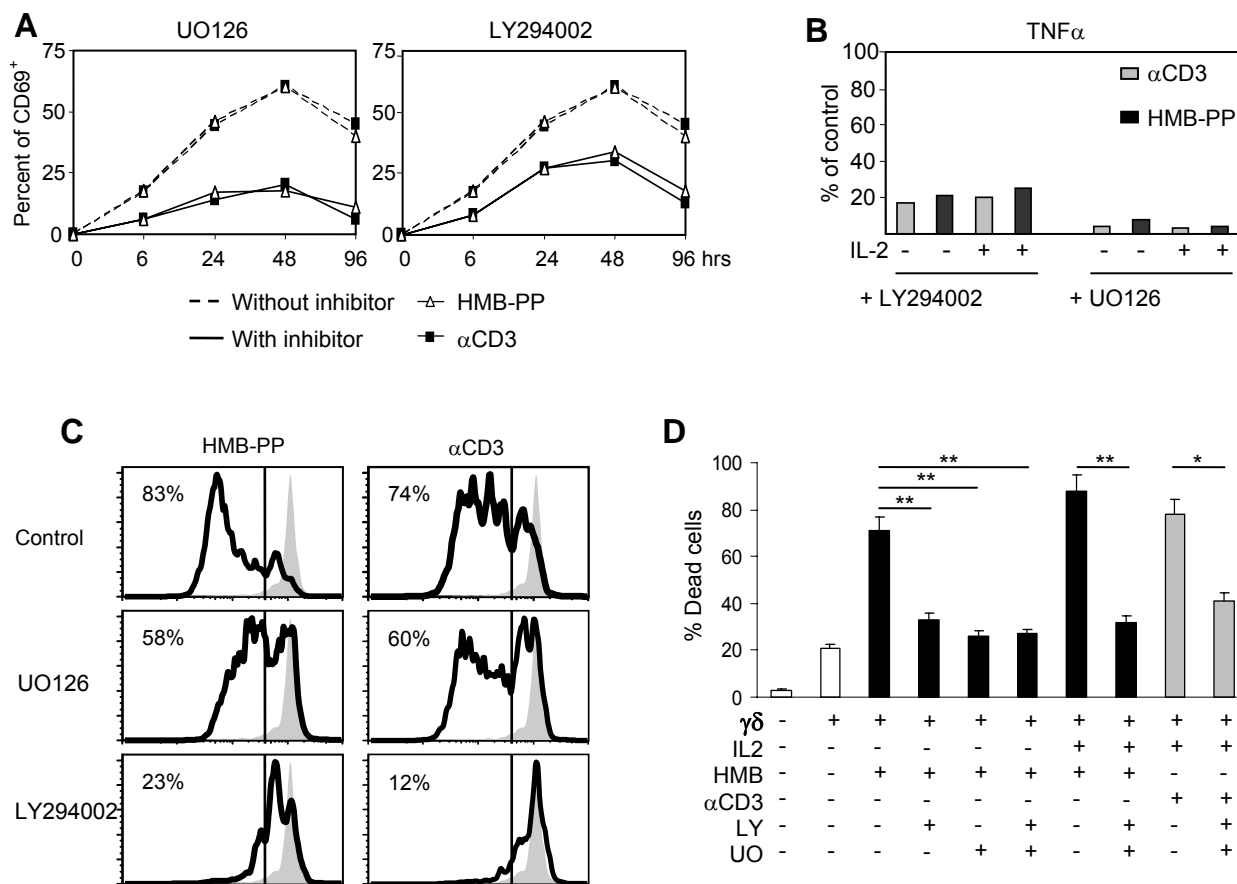 A
UO126
LY294002
Percent of CD69+
75
50
25
0
0 6 24 48 96
75
50
25
0
0 6 24 48 96 hrs
Without inhibitor
HMB-PP
With inhibitor
αCD3
B
TNFα
% of control
100
80
60
40
20
αCD3
HMB-PP
IL-2 - - + + - - + +
+ LY294002
+ UO126
C
HMB-PP
αCD3
Control
83%
74%
UO126
58%
60%
LY294002
23%
12%
D
% Dead cells
100
80
60
40
20
0
**
**
**
**
*
γδ - + + + + + + + + +
IL2 - - - - - - + + + +
HMB - - + + + + + + - -
αCD3 - - - - - - - - + +
LY - - - + - + - + - +
UO - - - - + + - + - +